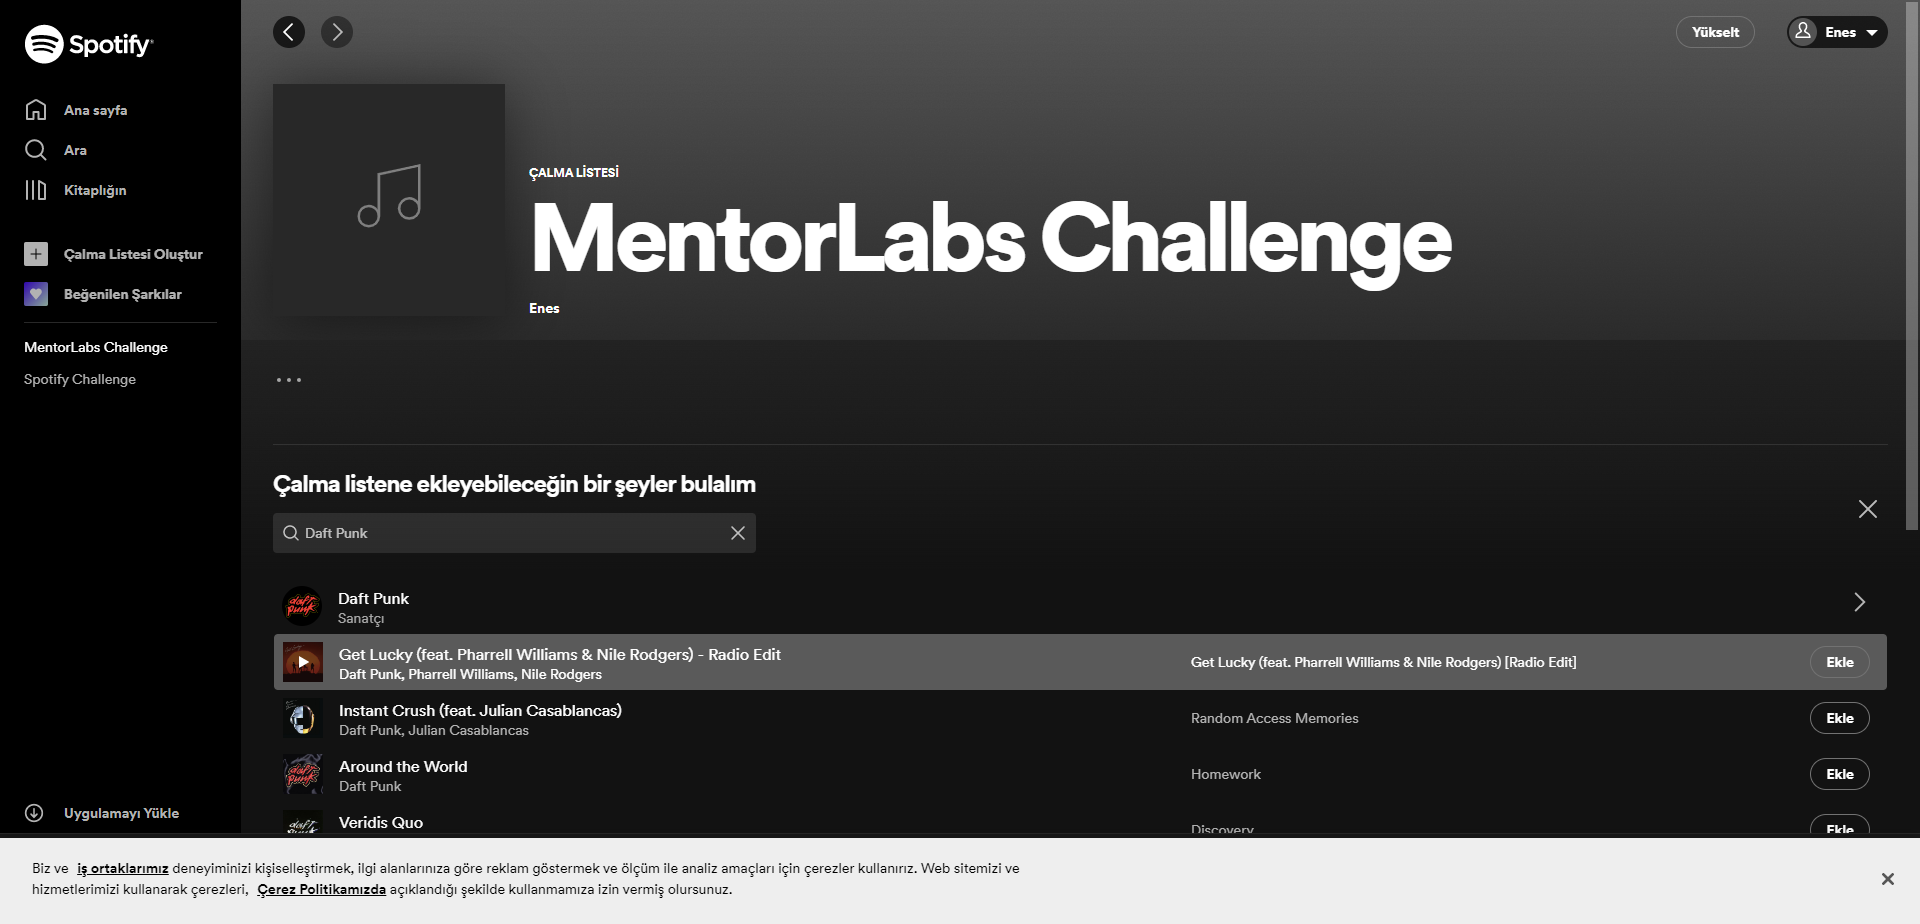 Spotify
Yükselt
Enes
Ana sayfa
Ara
Kitaplığın
Çalma Listesi Oluştur
Beğenilen Şarkılar
MentorLabs Challenge
Spotify Challenge
Uygulamayı Yükle
ÇALMA LİSTESİ
MentorLabs Challenge
Enes
Çalma listene ekleyebileceğin bir şeyler bulalım
Daft Punk
Daft Punk
Sanatçı
Get Lucky (feat. Pharrell Williams & Nile Rodgers) - Radio Edit
Daft Punk, Pharrell Williams, Nile Rodgers
Get Lucky (feat. Pharrell Williams & Nile Rodgers) [Radio Edit]
Ekle
Instant Crush (feat. Julian Casablancas)
Daft Punk, Julian Casablancas
Random Access Memories
Ekle
Around the World
Daft Punk
Homework
Ekle
Veridis Quo
Discovery
Ekle
Biz ve iş ortaklarımız deneyiminizi kişiselleştirmek, ilgi alanlarınıza göre reklam göstermek ve ölçüm ile analiz amaçları için çerezler kullanırız. Web sitemizi ve
hizmetlerimizi kullanarak çerezleri, Çerez Politikamızda açıklandığı şekilde kullanmamıza izin vermiş olursunuz.